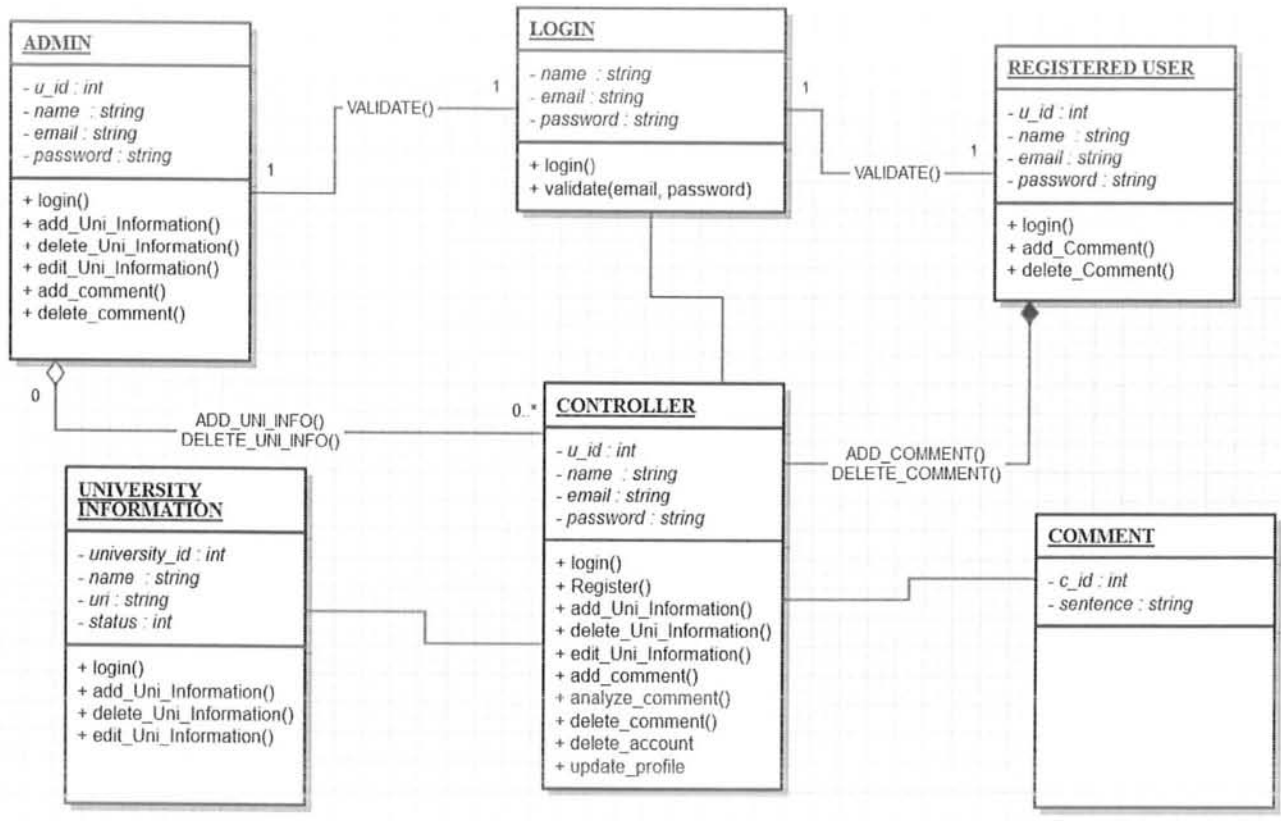 ADMIN
- u_id : int
- name : string
- email : string
- password : string
+ login()
+ add_Uni_Information()
+ delete_Uni_Information()
+ edit_Uni_Information()
+ add_comment()
+ delete_comment()
1
VALIDATE()
1
LOGIN
- name : string
- email : string
- password : string
+ login()
+ validate(email, password)
1
VALIDATE()
1
REGISTERED USER
- u_id : int
- name : string
- email : string
- password : string
+ login()
+ add_Comment()
+ delete_Comment()
0
ADD_UNI_INFO()
DELETE_UNI_INFO()
0..*
CONTROLLER
- u_id : int
- name : string
- email : string
- password : string
+ login()
+ Register()
+ add_Uni_Information()
+ delete_Uni_Information()
+ edit_Uni_Information()
+ add_comment()
+ analyze_comment()
+ delete_comment()
+ delete_account
+ update_profile
ADD_COMMENT()
DELETE_COMMENT()
UNIVERSITY
INFORMATION
- university_id : int
- name : string
- uri : string
- status : int
+ login()
+ add_Uni_Information()
+ delete_Uni_Information()
+ edit_Uni_Information()
COMMENT
- c_id : int
- sentence : string